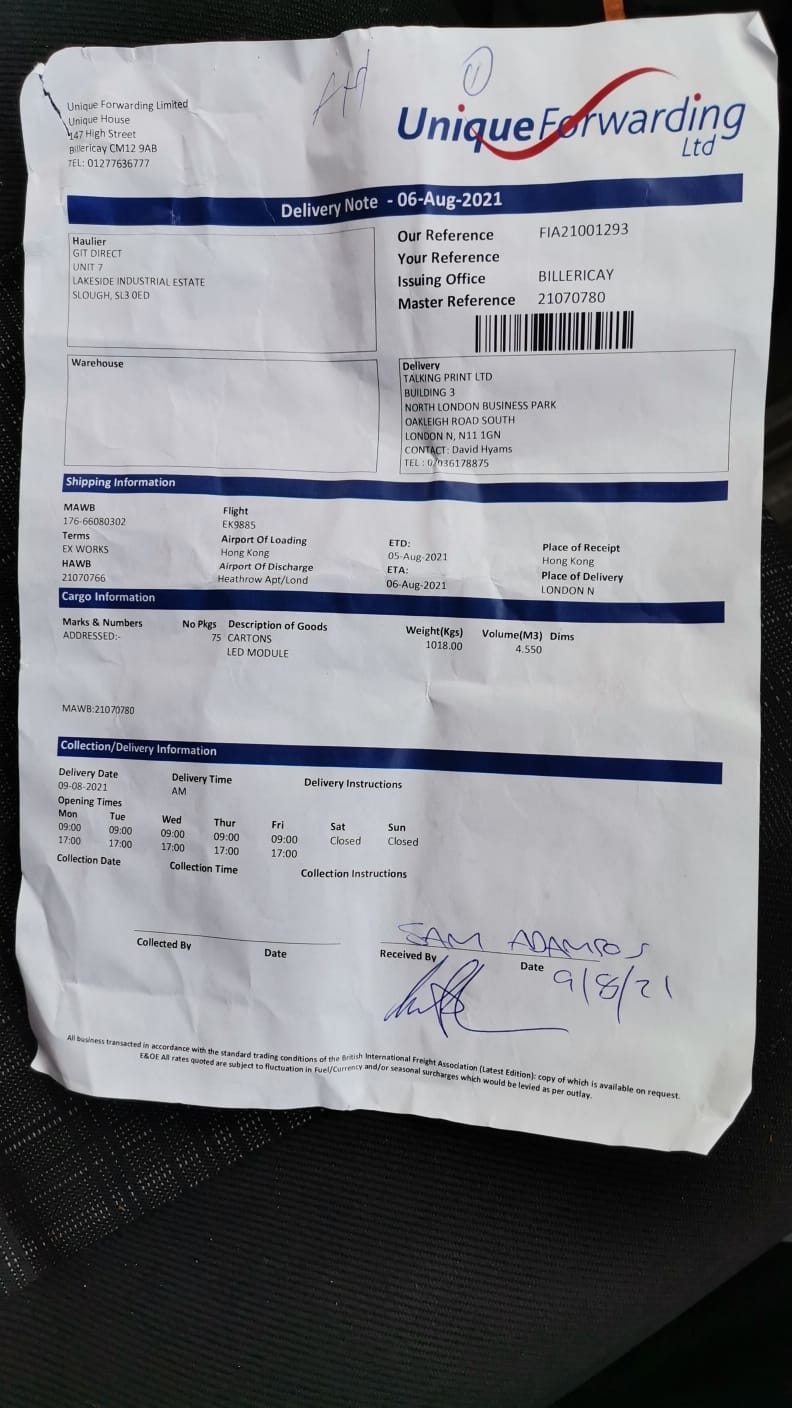 Unique Forwarding Limited
Unique House
147 High Street
Billericay CM12 9AB
TEL: 01277636777
11
Unique Forwarding
Ltd
Delivery Note - 06-Aug-2021
Haulier
GIT DIRECT
UNIT 7
LAKESIDE INDUSTRIAL ESTATE
SLOUGH, SL3 0ED
Our Reference FIA21001293
Your Reference
Issuing Office BILLERICAY
Master Reference 21070780
Warehouse
Delivery
TALKING PRINT LTD
BUILDING 3
NORTH LONDON BUSINESS PARK
OAKLEIGH ROAD SOUTH
LONDON N, N11 1GN
CONTACT: David Hyams
TEL : 07036178875
Shipping Information
MAWB
176-66080302
Terms
EX WORKS
HAWB
21070766
Flight
EK9885
Airport Of Loading
Hong Kong
Airport Of Discharge
Heathrow Apt/Lond
ETD:
05-Aug-2021
ETA:
06-Aug-2021
Place of Receipt
Hong Kong
Place of Delivery
LONDON N
Cargo Information
Marks & Numbers No Pkgs Description of Goods Weight(Kgs) Volume(M3) Dims
ADDRESSED:- 75 CARTONS 1018.00 4.550
LED MODULE
MAWB:21070780
Collection/Delivery Information
Delivery Date Delivery Time Delivery Instructions
09-08-2021 AM
Opening Times
Mon Tue Wed Thur Fri Sat Sun
09:00 09:00 09:00 09:00 09:00 Closed Closed
17:00 17:00 17:00 17:00 17:00
Collection Date Collection Time Collection Instructions
SAM
Collected By Date Received By Date 9/8/21
All business transacted in accordance with the standard trading conditions of the British International Freight Association (Latest Edition): copy of which is available on request.
E&OE All rates quoted are subject to fluctuation in Fuel/Currency and/or seasonal surcharges which would be levied as per outlay.